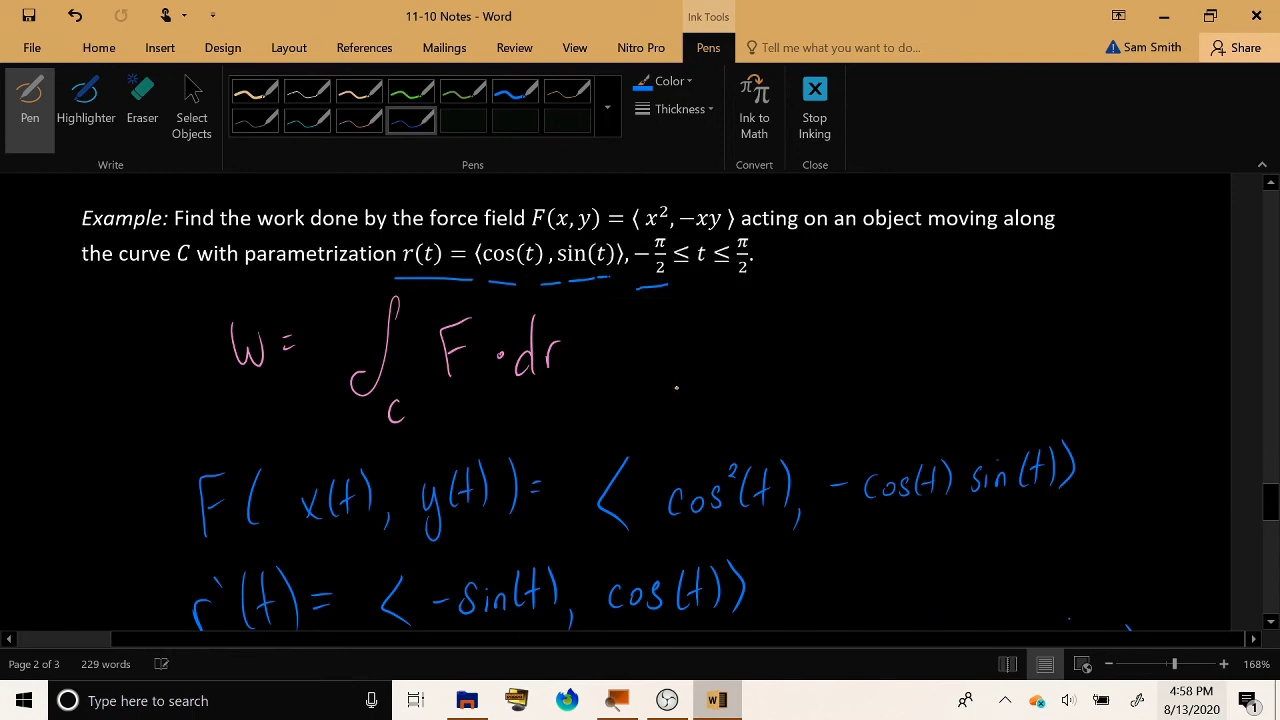 11-10 Notes - Word
Ink Tools
File Home Insert Design Layout References Mailings Review View Nitro Pro Pens Tell me what you want to do... Sam Smith Share
Pen Highlighter Eraser Select Objects
Color
Thickness
Ink to Math
Stop Inking
Write Pens Convert Close
Example: Find the work done by the force field F(x, y) = ⟨ x², −xy ⟩ acting on an object moving along
the curve C with parametrization r(t) = ⟨cos(t) , sin(t)⟩, −π/2 ≤ t ≤ π/2.
W = ∫_C F · dr
F( x(t), y(t) ) = ⟨ cos²(t), - cos(t) sin(t)⟩
r'(t) = ⟨ -sin(t), cos(t)⟩
Page 2 of 3 229 words 168%
Type here to search
4:58 PM
8/13/2020
1